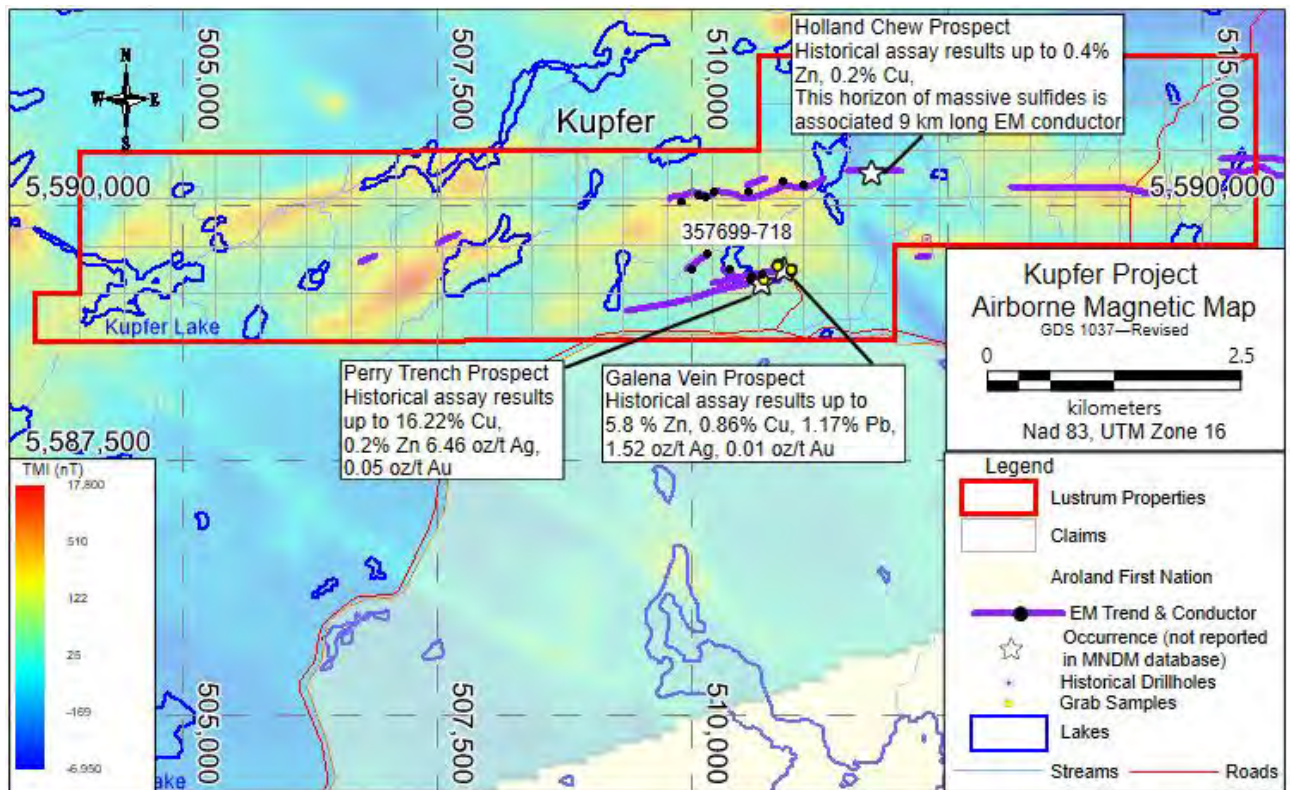 Holland Chew Prospect
Historical assay results up to 0.4%
Zn, 0.2% Cu,
This horizon of massive sulfides is
associated 9 km long EM conductor
N
W E
S
505,000
507,500
510,000
515,000
Kupfer
5,590,000
5,590,000
357699-718
Kupfer Lake
Perry Trench Prospect
Historical assay results
up to 16.22% Cu,
0.2% Zn 6.46 oz/t Ag,
0.05 oz/t Au
Galena Vein Prospect
Historical assay results up to
5.8 % Zn, 0.86% Cu, 1.17% Pb,
1.52 oz/t Ag, 0.01 oz/t Au
Kupfer Project
Airborne Magnetic Map
GDS 1037—Revised
0 2.5
kilometers
Nad 83, UTM Zone 16
5,587,500
TMI (nT)
17,800
510
122
26
-169
-6,950
505,000
507,500
510,000
ake
Legend
Lustrum Properties
Claims
Aroland First Nation
EM Trend & Conductor
Occurrence (not reported
in MNDM database)
Historical Drillholes
Grab Samples
Lakes
Streams
Roads